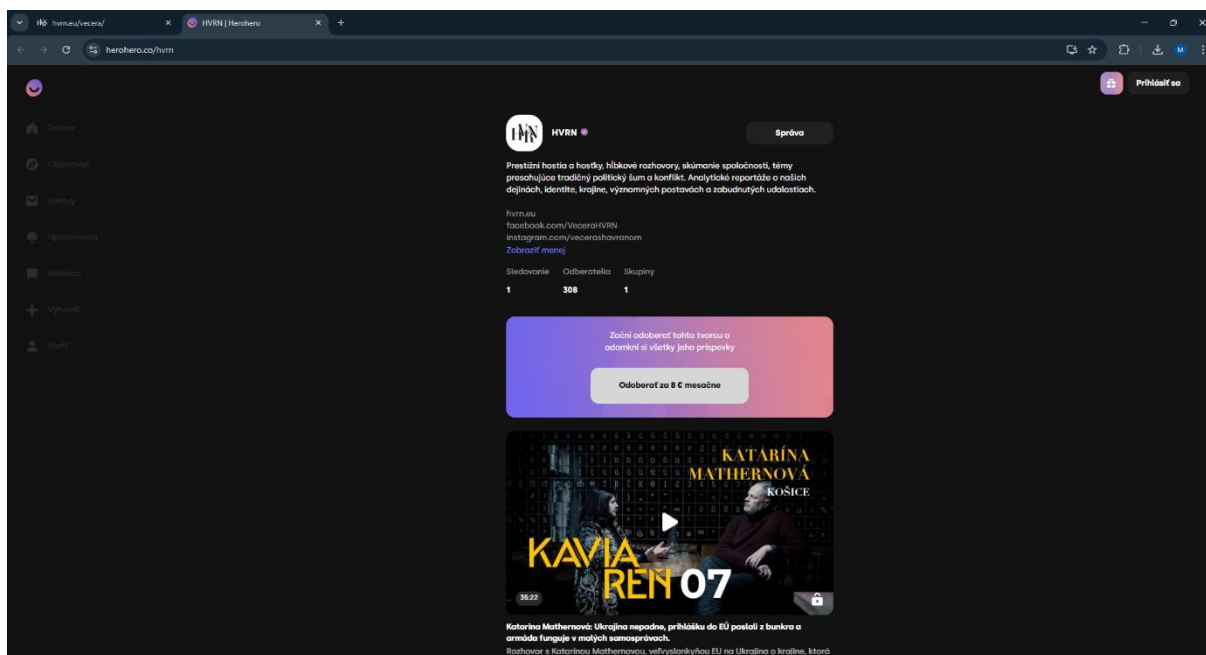 hvrn.eu/vecera/
HVRN | Herohero
herohero.co/hvrn
M
Prihlásiť sa
Domov
Objavovať
Správy
Upozornenia
Knižnica
Vytvoriť
Profil
HVRN
HVRN
Správa
Prestížni hostia a hostky, hĺbkové rozhovory, skúmanie spoločnosti, témy
presahujúce tradičný politický šum a konflikt. Analytické reportáže o našich
dejinách, identite, krajine, významných postavách a zabudnutých udalostiach.
hvrn.eu
facebook.com/VeceraHVRN
instagram.com/vecerashavranom
Zobraziť menej
Sledovanie Odberatelia Skupiny
1 308 1
Začni odoberať tohto tvorcu a
odomkni si všetky jeho príspevky
Odoberať za 8 € mesačne
KATARÍNA
MATHERNOVÁ
KOŠICE
KAVIA
REŇ 07
35:22
Katarína Mathernová: Ukrajina nepadne, prihlášku do EÚ poslali z bunkra a
armáda funguje v malých samosprávach.
Rozhovor s Katarínou Mathernovou, veľvyslankyňou EÚ na Ukrajina o krajine, ktorá